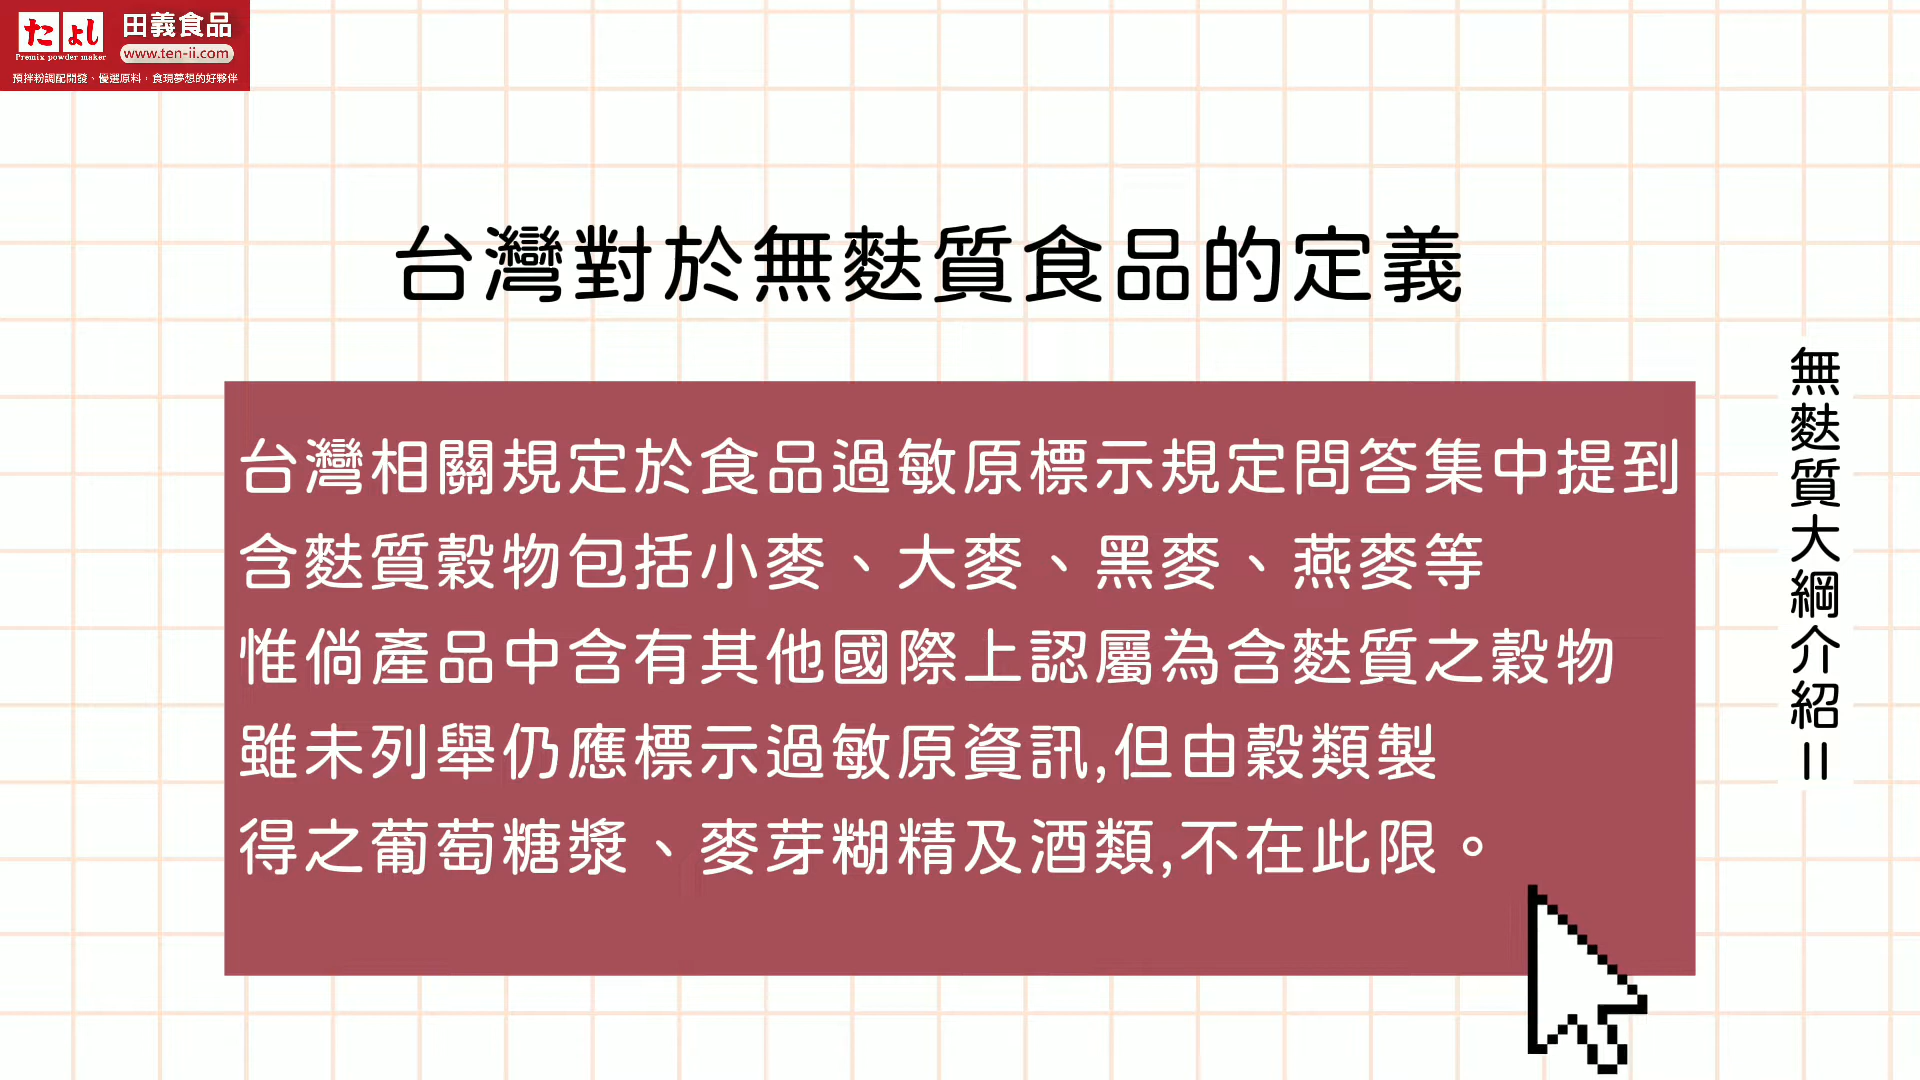 たよし
田義食品
Premix powder maker
www.ten-ii.com
預拌粉調配開發、優選原料，食現夢想的好夥伴
台灣對於無麩質食品的定義
台灣相關規定於食品過敏原標示規定問答集中提到
含麩質穀物包括小麥、大麥、黑麥、燕麥等
惟倘產品中含有其他國際上認屬為含麩質之穀物
雖未列舉仍應標示過敏原資訊,但由穀類製
得之葡萄糖漿、麥芽糊精及酒類,不在此限。
無麩質大綱介紹II